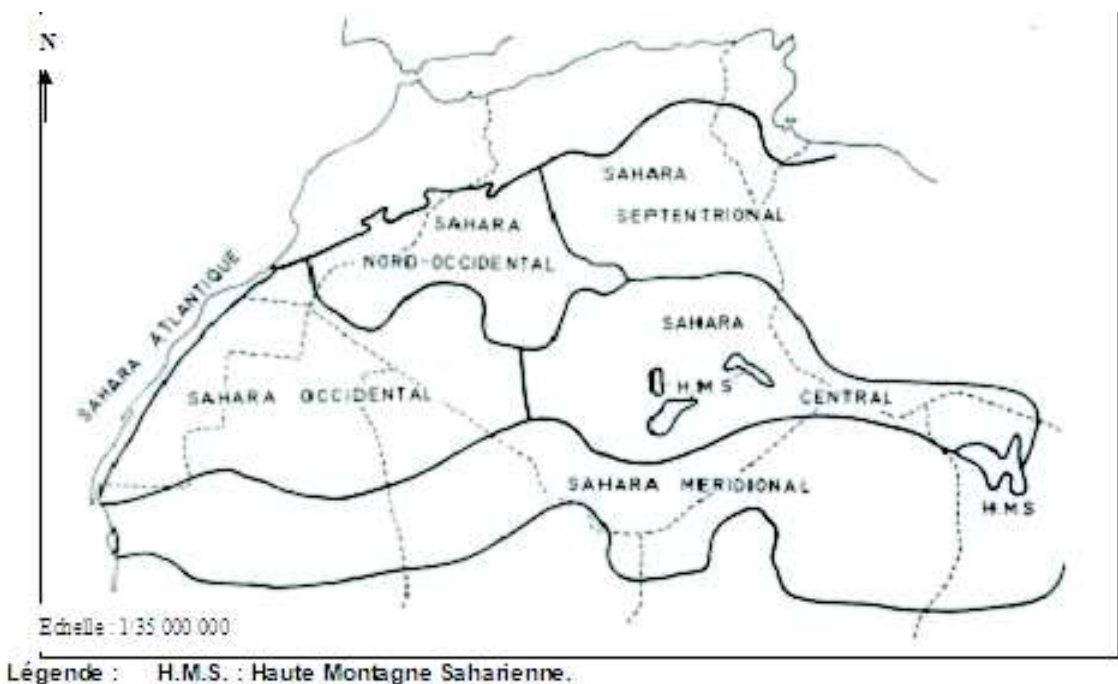 N
SAHARA
SEPTENTRIONAL
SAHARA
NORD-OCCIDENTAL
SAHARA ATLANTIQUE
SAHARA
H.M.S
SAHARA OCCIDENTAL
CENTRAL
SAHARA MERIDIONAL
H.M.S
Echelle : 1/35 000 000
Légende : H.M.S. : Haute Montagne Saharienne.